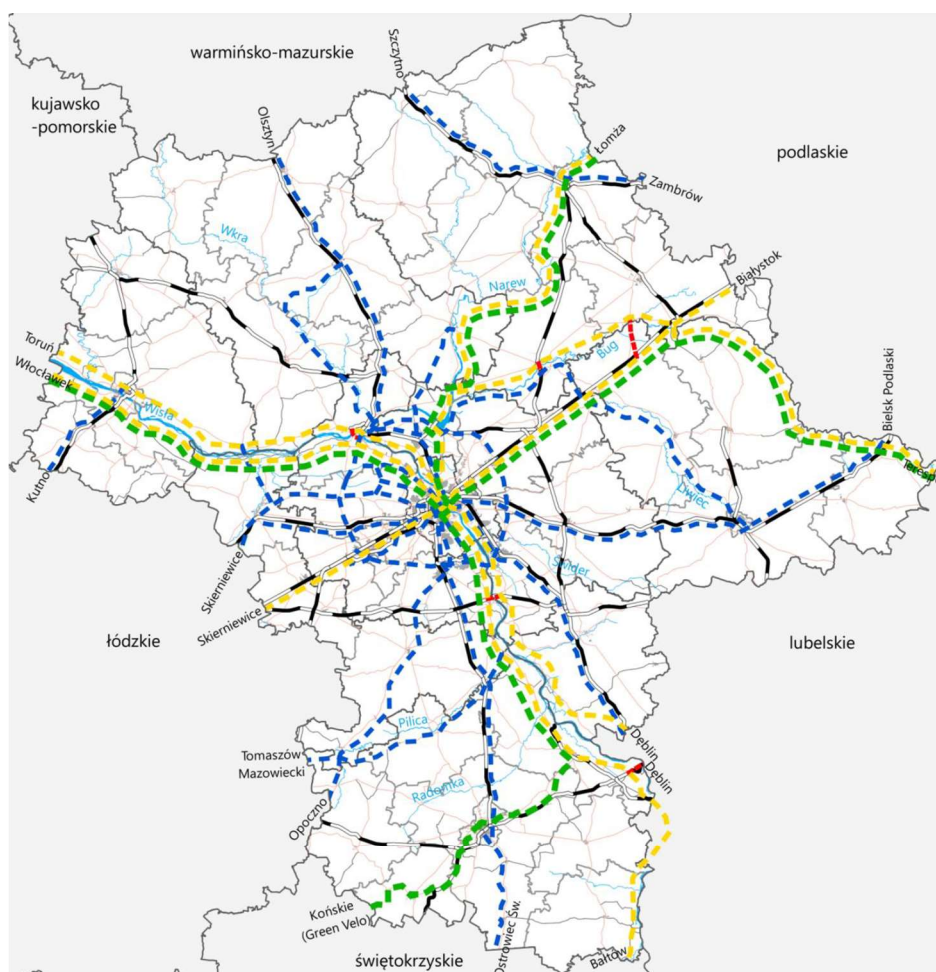 warmińsko-mazurskie
kujawsko
-pomorskie
podlaskie
Szczytno
Olsztyn
Łomża
Zambrów
Wkra
Narew
Białystok
Toruń
Włocławek
Wisła
Bug
Bielsk Podlaski
Kutno
Liwiec
Skierniewice
Świder
Skierniewice
łódzkie
lubelskie
Pilica
Tomaszów
Mazowiecki
Dęblin
Dęblin
Radomka
Opoczno
Końskie
(Green Velo)
Ostrowiec Św.
Bałtów
świętokrzyskie